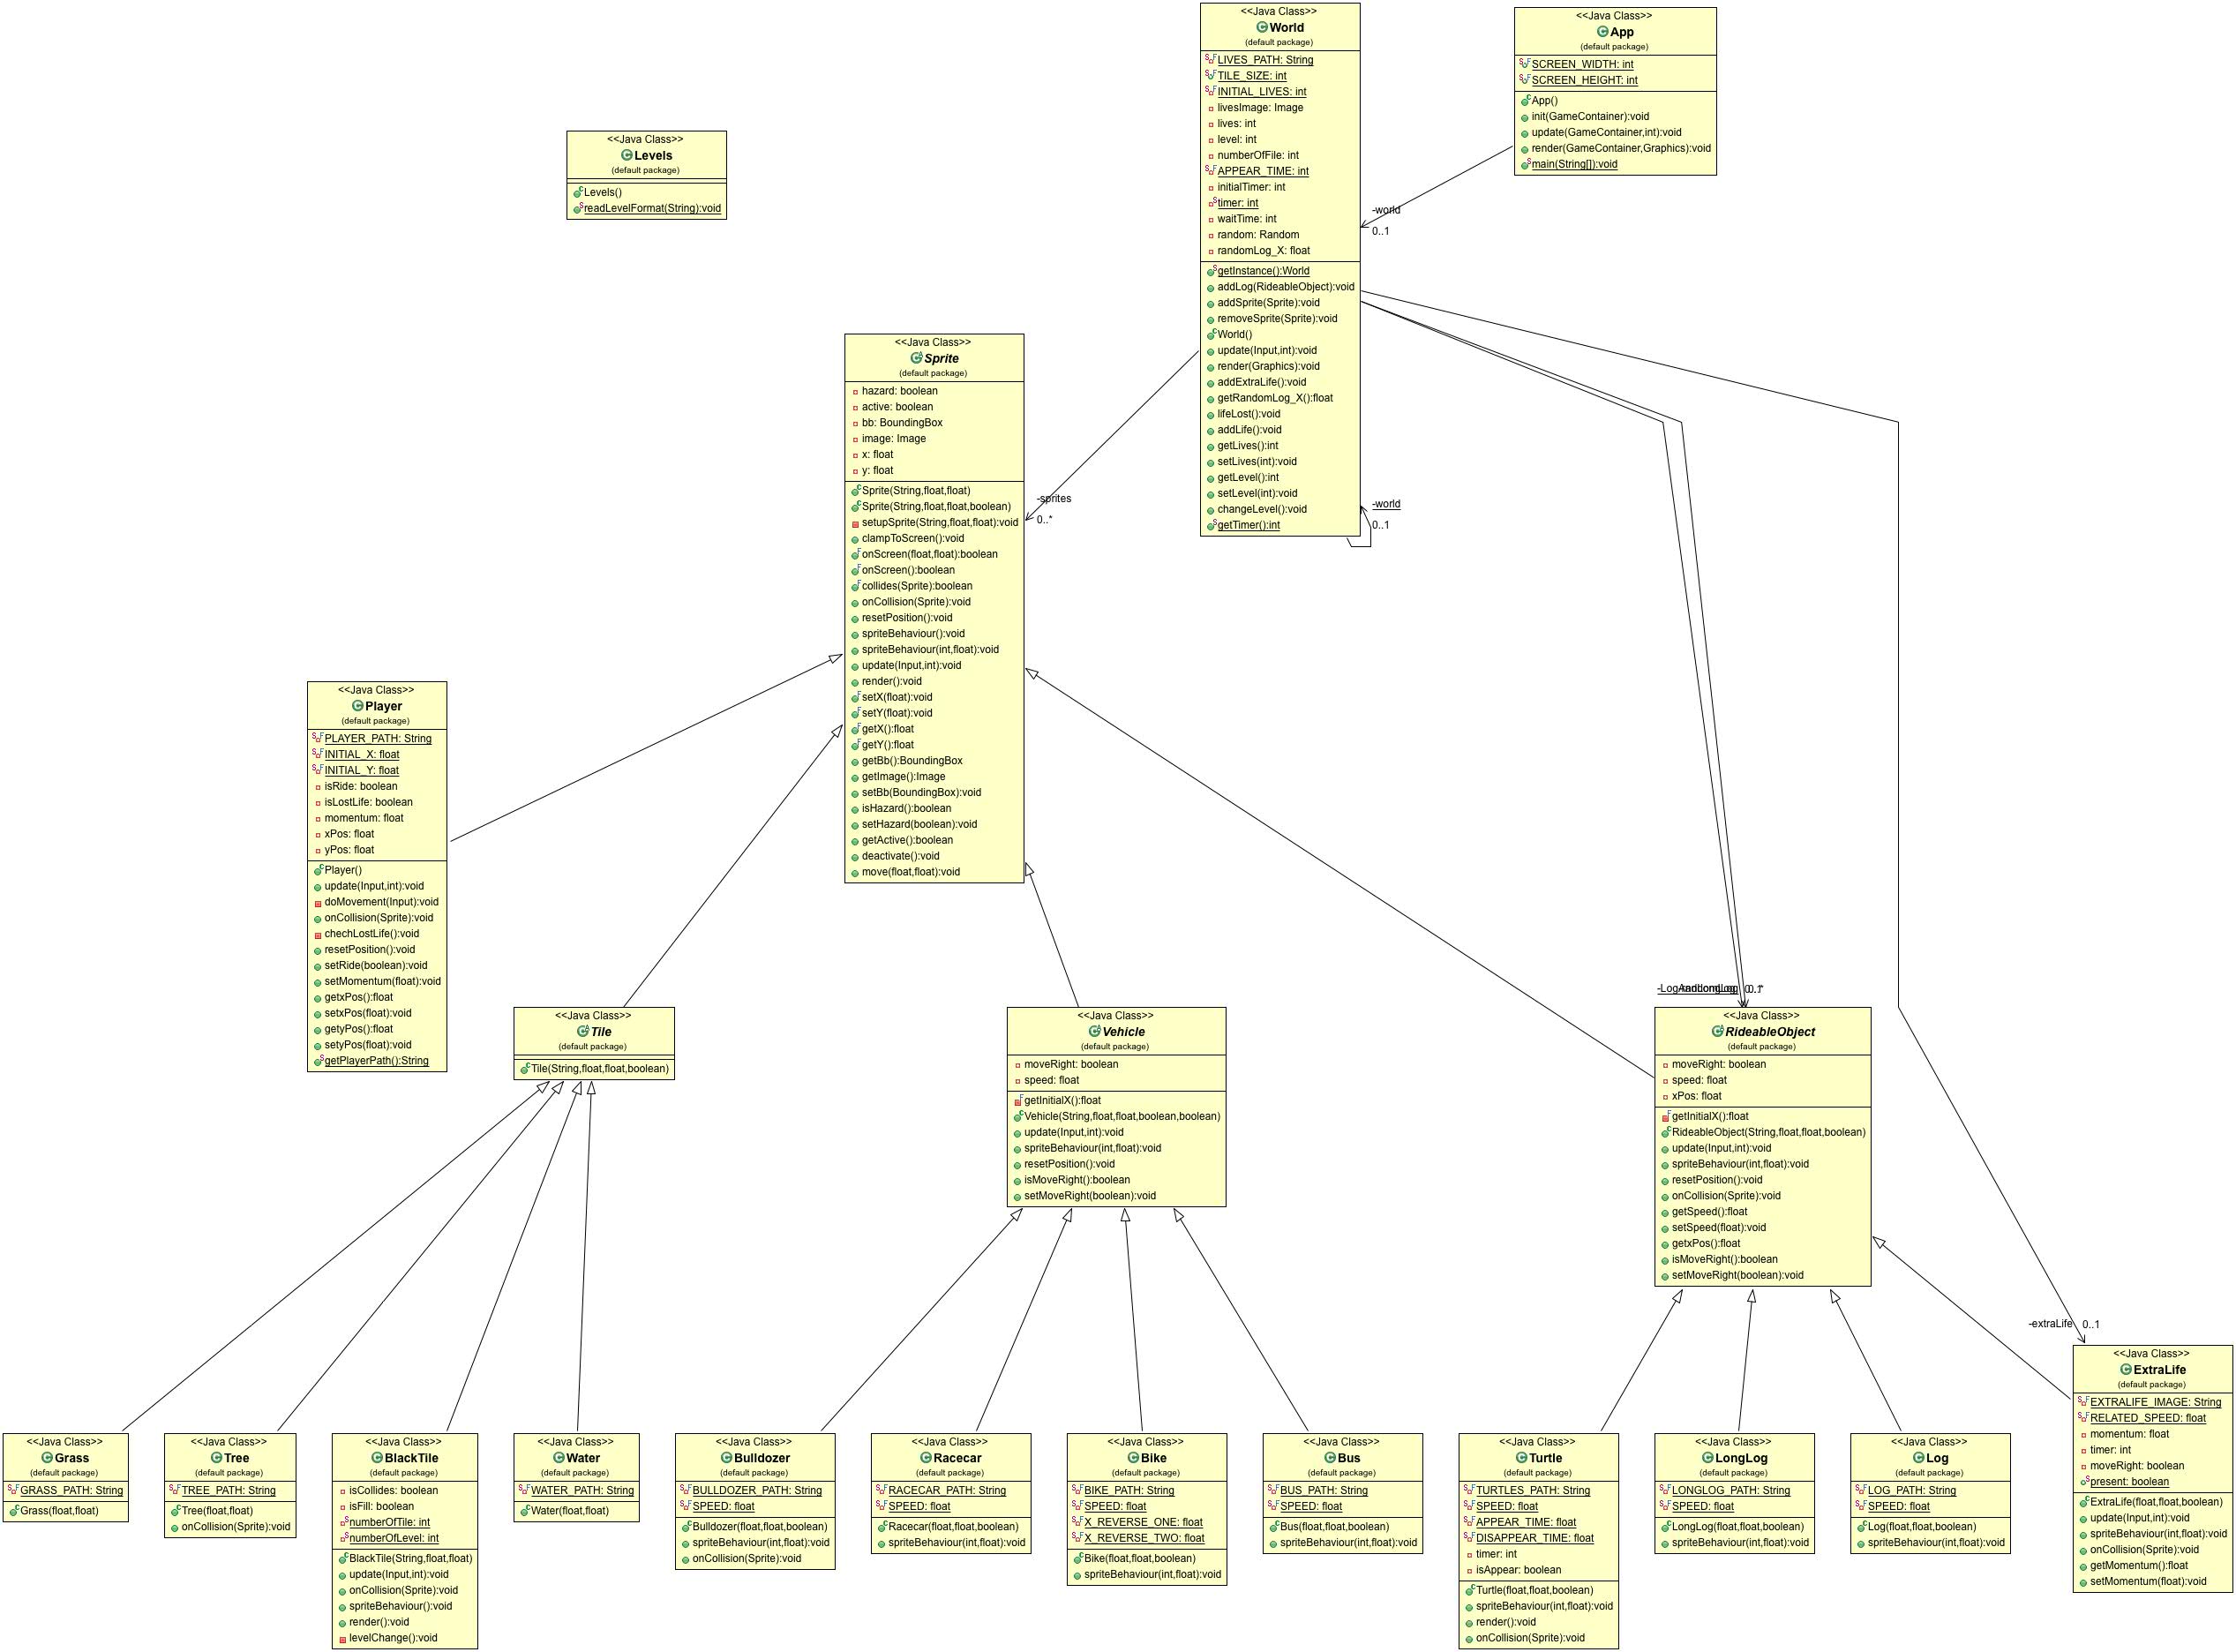 <<Java Class>>
World
(default package)
LIVES_PATH: String
TILE_SIZE: int
INITIAL_LIVES: int
livesImage: Image
lives: int
level: int
numberOfFile: int
APPEAR_TIME: int
initialTimer: int
timer: int
waitTime: int
random: Random
randomLog_X: float
getInstance():World
addLog(RideableObject):void
addSprite(Sprite):void
removeSprite(Sprite):void
World()
update(Input,int):void
render(Graphics):void
addExtraLife():void
getRandomLog_X():float
lifeLost():void
addLife():void
getLives():int
setLives(int):void
getLevel():int
setLevel(int):void
changeLevel():void
getTimer():int
<<Java Class>>
App
(default package)
SCREEN_WIDTH: int
SCREEN_HEIGHT: int
App()
init(GameContainer):void
update(GameContainer,int):void
render(GameContainer,Graphics):void
main(String[]):void
-world
0..1
-world
0..1
<<Java Class>>
Levels
(default package)
Levels()
readLevelFormat(String):void
<<Java Class>>
Sprite
(default package)
hazard: boolean
active: boolean
bb: BoundingBox
image: Image
x: float
y: float
Sprite(String,float,float)
Sprite(String,float,float,boolean)
setupSprite(String,float,float):void
clampToScreen():void
onScreen(float,float):boolean
onScreen():boolean
collides(Sprite):boolean
onCollision(Sprite):void
resetPosition():void
spriteBehaviour():void
spriteBehaviour(int,float):void
update(Input,int):void
render():void
setX(float):void
setY(float):void
getX():float
getY():float
getBb():BoundingBox
getImage():Image
setBb(BoundingBox):void
isHazard():boolean
setHazard(boolean):void
getActive():boolean
deactivate():void
move(float,float):void
-sprites
0..*
<<Java Class>>
Player
(default package)
PLAYER_PATH: String
INITIAL_X: float
INITIAL_Y: float
isRide: boolean
isLostLife: boolean
momentum: float
xPos: float
yPos: float
Player()
update(Input,int):void
doMovement(Input):void
onCollision(Sprite):void
chechLostLife():void
resetPosition():void
setRide(boolean):void
setMomentum(float):void
getxPos():float
setxPos(float):void
getyPos():float
setyPos(float):void
getPlayerPath():String
<<Java Class>>
Tile
(default package)
Tile(String,float,float,boolean)
<<Java Class>>
Vehicle
(default package)
moveRight: boolean
speed: float
getInitialX():float
Vehicle(String,float,float,boolean,boolean)
update(Input,int):void
spriteBehaviour(int,float):void
resetPosition():void
isMoveRight():boolean
setMoveRight(boolean):void
<<Java Class>>
RideableObject
(default package)
moveRight: boolean
speed: float
xPos: float
getInitialX():float
RideableObject(String,float,float,boolean)
update(Input,int):void
spriteBehaviour(int,float):void
resetPosition():void
onCollision(Sprite):void
getSpeed():float
setSpeed(float):void
getxPos():float
isMoveRight():boolean
setMoveRight(boolean):void
-extraLife
0..1
<<Java Class>>
ExtraLife
(default package)
EXTRALIFE_IMAGE: String
RELATED_SPEED: float
momentum: float
timer: int
moveRight: boolean
present: boolean
ExtraLife(float,float,boolean)
update(Input,int):void
spriteBehaviour(int,float):void
onCollision(Sprite):void
getMomentum():float
setMomentum(float):void
<<Java Class>>
Grass
(default package)
GRASS_PATH: String
Grass(float,float)
<<Java Class>>
Tree
(default package)
TREE_PATH: String
Tree(float,float)
onCollision(Sprite):void
<<Java Class>>
BlackTile
(default package)
isCollides: boolean
isFill: boolean
numberOfTile: int
numberOfLevel: int
BlackTile(String,float,float)
update(Input,int):void
onCollision(Sprite):void
spriteBehaviour():void
render():void
levelChange():void
<<Java Class>>
Water
(default package)
WATER_PATH: String
Water(float,float)
<<Java Class>>
Bulldozer
(default package)
BULLDOZER_PATH: String
SPEED: float
Bulldozer(float,float,boolean)
spriteBehaviour(int,float):void
onCollision(Sprite):void
<<Java Class>>
Racecar
(default package)
RACECAR_PATH: String
SPEED: float
Racecar(float,float,boolean)
spriteBehaviour(int,float):void
<<Java Class>>
Bike
(default package)
BIKE_PATH: String
SPEED: float
X_REVERSE_ONE: float
X_REVERSE_TWO: float
Bike(float,float,boolean)
spriteBehaviour(int,float):void
<<Java Class>>
Bus
(default package)
BUS_PATH: String
SPEED: float
Bus(float,float,boolean)
spriteBehaviour(int,float):void
<<Java Class>>
Turtle
(default package)
TURTLES_PATH: String
SPEED: float
APPEAR_TIME: float
DISAPPEAR_TIME: float
timer: int
isAppear: boolean
Turtle(float,float,boolean)
spriteBehaviour(int,float):void
render():void
onCollision(Sprite):void
<<Java Class>>
LongLog
(default package)
LONGLOG_PATH: String
SPEED: float
LongLog(float,float,boolean)
spriteBehaviour(int,float):void
<<Java Class>>
Log
(default package)
LOG_PATH: String
SPEED: float
Log(float,float,boolean)
spriteBehaviour(int,float):void